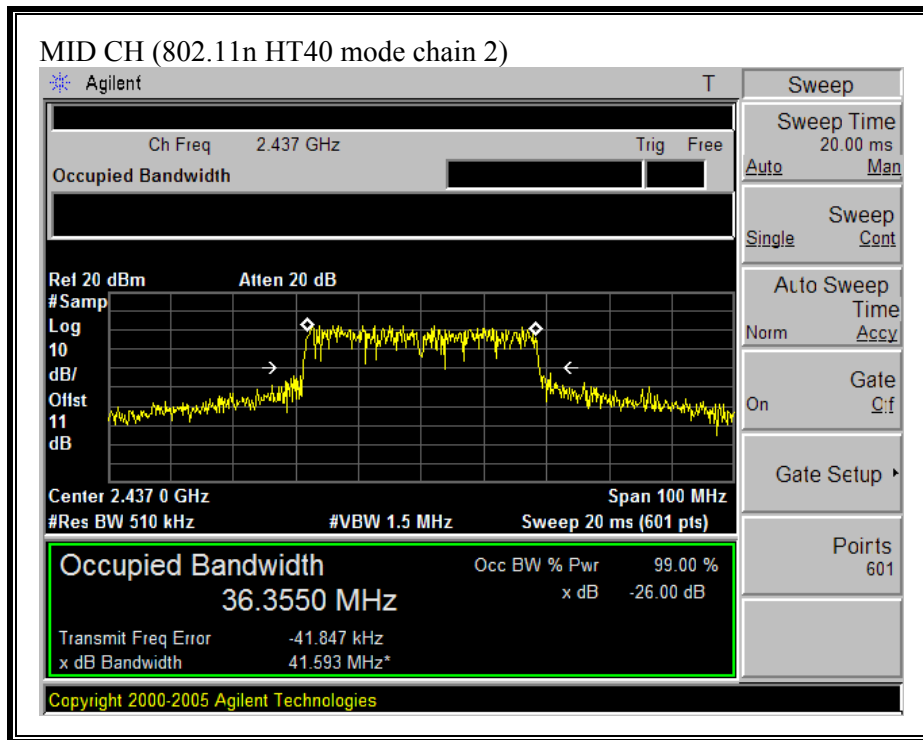 MID CH (802.11n HT40 mode chain 2)
Agilent T
Sweep
Ch Freq 2.437 GHz Trig Free
Occupied Bandwidth
Sweep Time
20.00 ms
Auto Man
Sweep
Single Cont
Auto Sweep
Time
Norm Accy
Gate
On Off
Gate Setup
Points
601
Ref 20 dBm Atten 20 dB
#Samp
Log
10
dB/
Offst
11
dB
Center 2.437 0 GHz Span 100 MHz
#Res BW 510 kHz #VBW 1.5 MHz Sweep 20 ms (601 pts)
Occupied Bandwidth
36.3550 MHz
Occ BW % Pwr 99.00 %
x dB -26.00 dB
Transmit Freq Error -41.847 kHz
x dB Bandwidth 41.593 MHz*
Copyright 2000-2005 Agilent Technologies